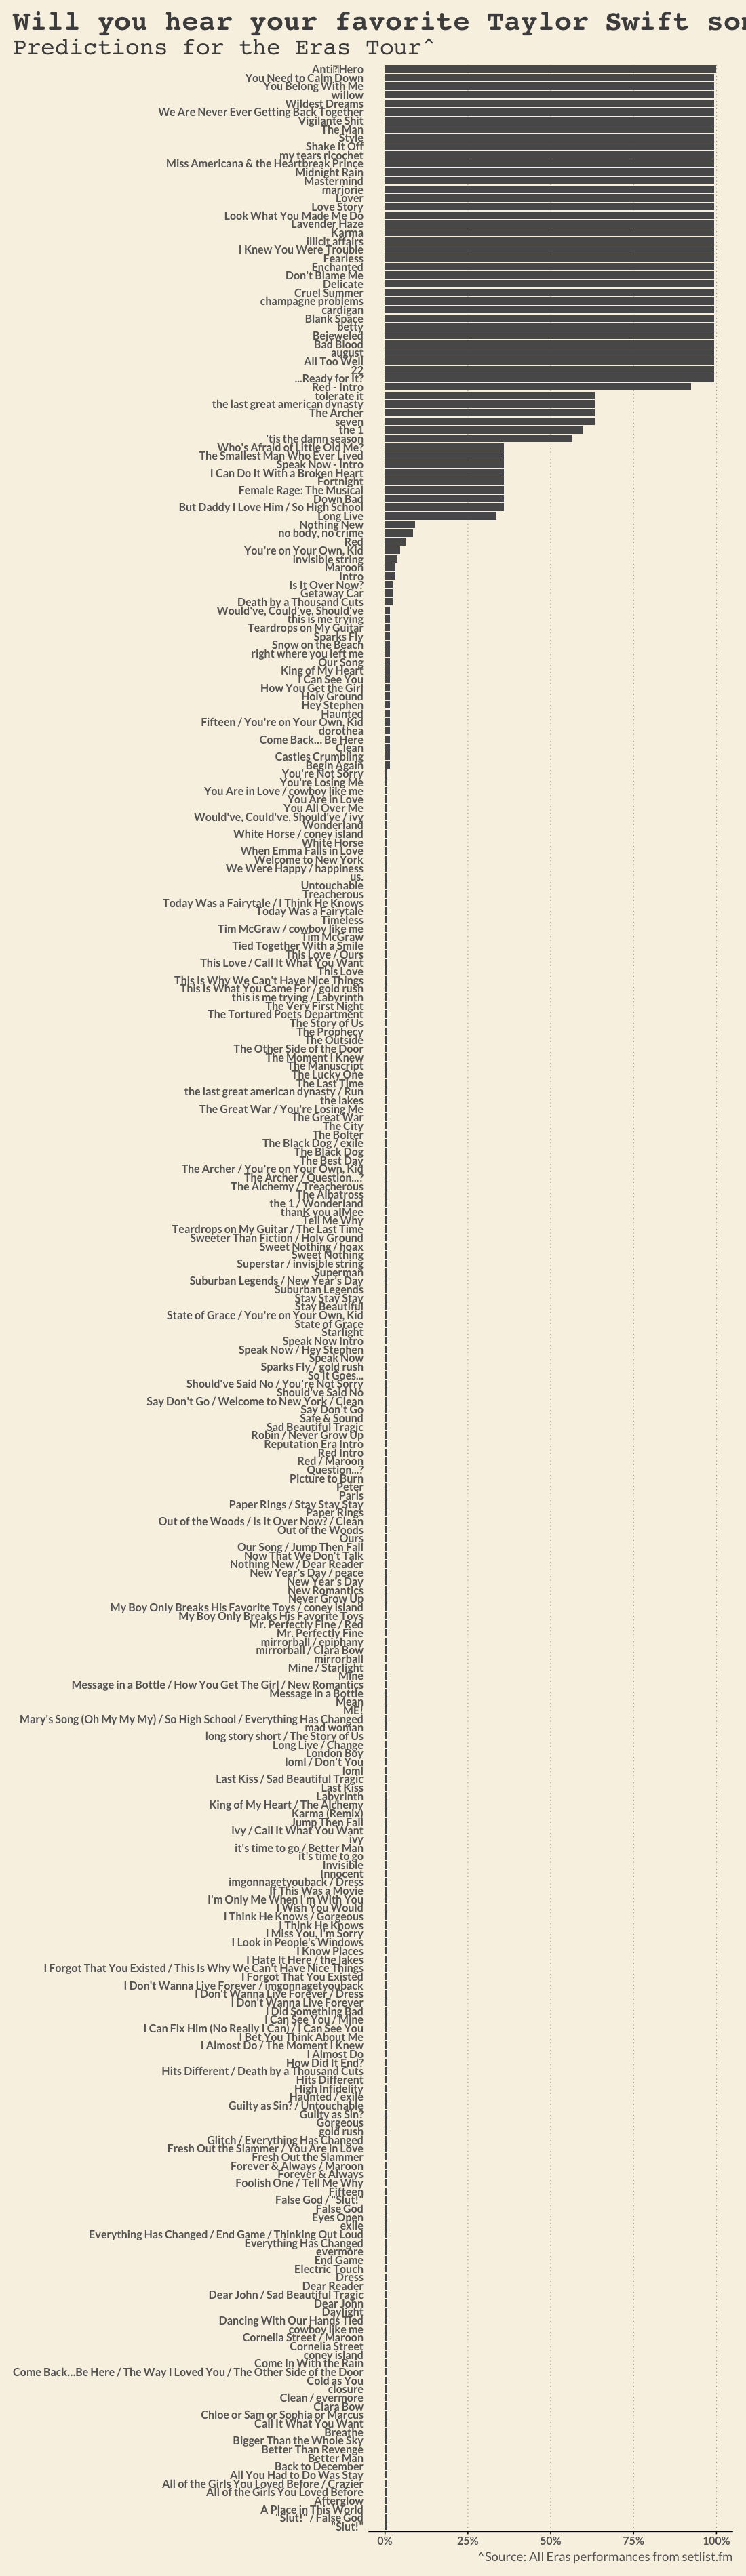 Will you hear your favorite Taylor Swift so
Predictions for the Eras Tour^
Anti Hero
You Need to Calm Down
You Belong With Me
willow
Wildest Dreams
We Are Never Ever Getting Back Together
Vigilante Shit
The Man
Style
Shake It Off
my tears ricochet
Miss Americana & the Heartbreak Prince
Midnight Rain
Mastermind
marjorie
Lover
Love Story
Look What You Made Me Do
Lavender Haze
Karma
illicit affairs
I Knew You Were Trouble
Fearless
Enchanted
Don't Blame Me
Delicate
Cruel Summer
champagne problems
cardigan
Blank Space
betty
Bejeweled
Bad Blood
august
All Too Well
22
...Ready for It?
Red - Intro
tolerate it
the last great american dynasty
The Archer
seven
the 1
'tis the damn season
Who's Afraid of Little Old Me?
The Smallest Man Who Ever Lived
Speak Now - Intro
I Can Do It With a Broken Heart
Fortnight
Female Rage: The Musical
Down Bad
But Daddy I Love Him / So High School
Long Live
Nothing New
no body, no crime
Red
You're on Your Own, Kid
invisible string
Maroon
Intro
Is It Over Now?
Getaway Car
Death by a Thousand Cuts
Would've, Could've, Should've
this is me trying
Teardrops on My Guitar
Sparks Fly
Snow on the Beach
right where you left me
Our Song
King of My Heart
I Can See You
How You Get the Girl
Holy Ground
Hey Stephen
Haunted
Fifteen / You're on Your Own, Kid
dorothea
Come Back... Be Here
Clean
Castles Crumbling
Begin Again
You're Not Sorry
You're Losing Me
You Are in Love / cowboy like me
You Are in Love
You All Over Me
Would've, Could've, Should've / ivy
Wonderland
White Horse / coney island
White Horse
When Emma Falls in Love
Welcome to New York
We Were Happy / happiness
us.
Untouchable
Treacherous
Today Was a Fairytale / I Think He Knows
Today Was a Fairytale
Timeless
Tim McGraw / cowboy like me
Tim McGraw
Tied Together With a Smile
This Love / Ours
This Love / Call It What You Want
This Love
This Is Why We Can't Have Nice Things
This Is What You Came For / gold rush
this is me trying / Labyrinth
The Very First Night
The Tortured Poets Department
The Story of Us
The Prophecy
The Outside
The Other Side of the Door
The Moment I Knew
The Manuscript
The Lucky One
The Last Time
the last great american dynasty / Run
the lakes
The Great War / You're Losing Me
The Great War
The City
The Bolter
The Black Dog / exile
The Black Dog
The Best Day
The Archer / You're on Your Own, Kid
The Archer / Question...?
The Alchemy / Treacherous
The Albatross
the 1 / Wonderland
thanK you aIMee
Tell Me Why
Teardrops on My Guitar / The Last Time
Sweeter Than Fiction / Holy Ground
Sweet Nothing / hoax
Sweet Nothing
Superstar / invisible string
Superman
Suburban Legends / New Year's Day
Suburban Legends
Stay Stay Stay
Stay Beautiful
State of Grace / You're on Your Own, Kid
State of Grace
Starlight
Speak Now Intro
Speak Now / Hey Stephen
Speak Now
Sparks Fly / gold rush
So It Goes...
Should've Said No / You're Not Sorry
Should've Said No
Say Don't Go / Welcome to New York / Clean
Say Don't Go
Safe & Sound
Sad Beautiful Tragic
Robin / Never Grow Up
Reputation Era Intro
Red Intro
Red / Maroon
Question...?
Picture to Burn
Peter
Paris
Paper Rings / Stay Stay Stay
Paper Rings
Out of the Woods / Is It Over Now? / Clean
Out of the Woods
Ours
Our Song / Jump Then Fall
Now That We Don't Talk
Nothing New / Dear Reader
New Year's Day / peace
New Year's Day
New Romantics
Never Grow Up
My Boy Only Breaks His Favorite Toys / coney island
My Boy Only Breaks His Favorite Toys
Mr. Perfectly Fine / Red
Mr. Perfectly Fine
mirrorball / epiphany
mirrorball / Clara Bow
mirrorball
Mine / Starlight
Mine
Message in a Bottle / How You Get The Girl / New Romantics
Message in a Bottle
Mean
ME!
Mary's Song (Oh My My My) / So High School / Everything Has Changed
mad woman
long story short / The Story of Us
Long Live / Change
London Boy
loml / Don't You
loml
Last Kiss / Sad Beautiful Tragic
Last Kiss
Labyrinth
King of My Heart / The Alchemy
Karma (Remix)
Jump Then Fall
ivy / Call It What You Want
ivy
it's time to go / Better Man
it's time to go
Invisible
Innocent
imgonnagetyouback / Dress
If This Was a Movie
I'm Only Me When I'm With You
I Wish You Would
I Think He Knows / Gorgeous
I Think He Knows
I Miss You, I'm Sorry
I Look in People's Windows
I Know Places
I Hate It Here / the lakes
I Forgot That You Existed / This Is Why We Can't Have Nice Things
I Forgot That You Existed
I Don't Wanna Live Forever / imgonnagetyouback
I Don't Wanna Live Forever / Dress
I Don't Wanna Live Forever
I Did Something Bad
I Can See You / Mine
I Can Fix Him (No Really I Can) / I Can See You
I Bet You Think About Me
I Almost Do / The Moment I Knew
I Almost Do
How Did It End?
Hits Different / Death by a Thousand Cuts
Hits Different
High Infidelity
Haunted / exile
Guilty as Sin? / Untouchable
Guilty as Sin?
Gorgeous
gold rush
Glitch / Everything Has Changed
Fresh Out the Slammer / You Are in Love
Fresh Out the Slammer
Forever & Always / Maroon
Forever & Always
Foolish One / Tell Me Why
Fifteen
False God / "Slut!"
False God
Eyes Open
exile
Everything Has Changed / End Game / Thinking Out Loud
Everything Has Changed
evermore
End Game
Electric Touch
Dress
Dear Reader
Dear John / Sad Beautiful Tragic
Dear John
Daylight
Dancing With Our Hands Tied
cowboy like me
Cornelia Street / Maroon
Cornelia Street
coney island
Come In With the Rain
Come Back...Be Here / The Way I Loved You / The Other Side of the Door
Cold as You
closure
Clean / evermore
Clara Bow
Chloe or Sam or Sophia or Marcus
Call It What You Want
Breathe
Bigger Than the Whole Sky
Better Than Revenge
Better Man
Back to December
All You Had to Do Was Stay
All of the Girls You Loved Before / Crazier
All of the Girls You Loved Before
Afterglow
A Place in This World
"Slut!" / False God
"Slut!"
0% 25% 50% 75% 100%
^Source: All Eras performances from setlist.fm